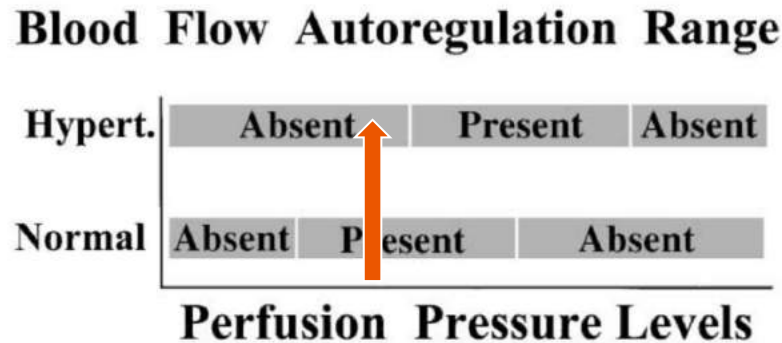 Blood Flow Autoregulation Range
Hypert. Absent Present Absent
Normal Absent Present Absent
Perfusion Pressure Levels